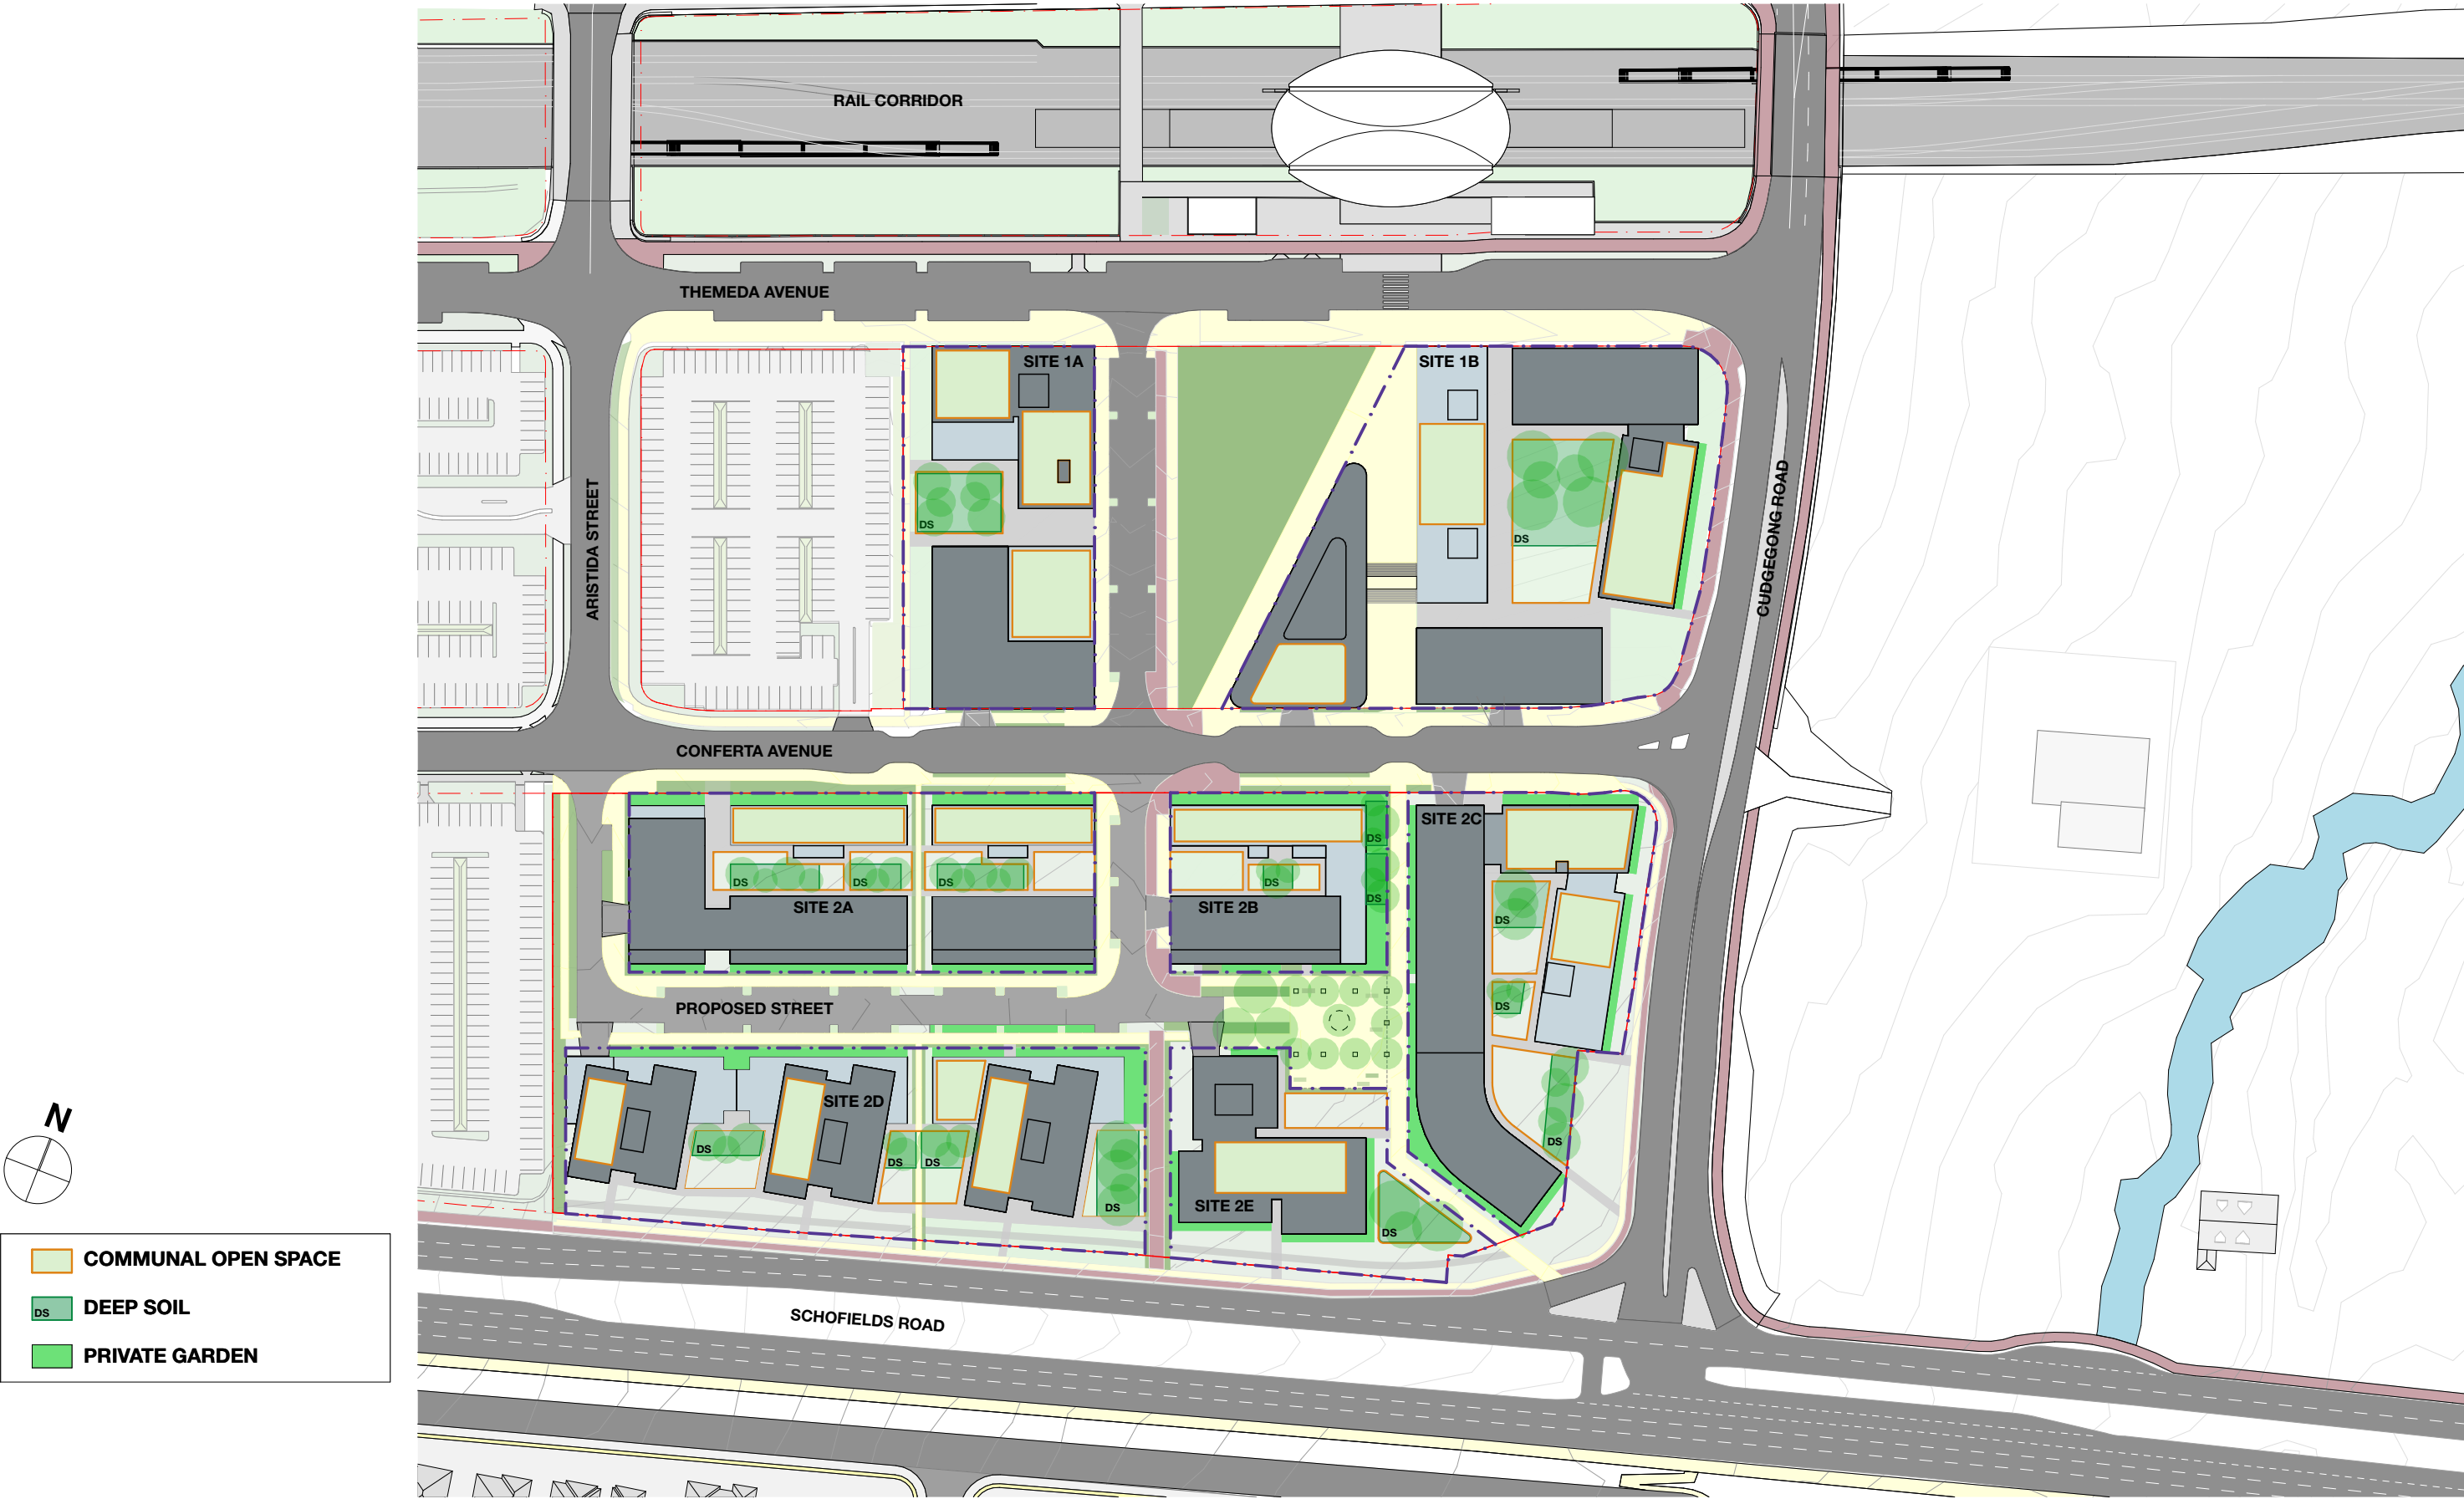 RAIL CORRIDOR
THEMEDA AVENUE
SITE 1A
SITE 1B
ARISTIDA STREET
CUDGEGONG ROAD
DS
DS
CONFERTA AVENUE
SITE 2C
DS
DS
DS
DS
DS
DS
SITE 2A
SITE 2B
DS
DS
PROPOSED STREET
SITE 2D
DS
DS
DS
DS
SITE 2E
DS
DS
N
COMMUNAL OPEN SPACE
DS
DEEP SOIL
PRIVATE GARDEN
SCHOFIELDS ROAD